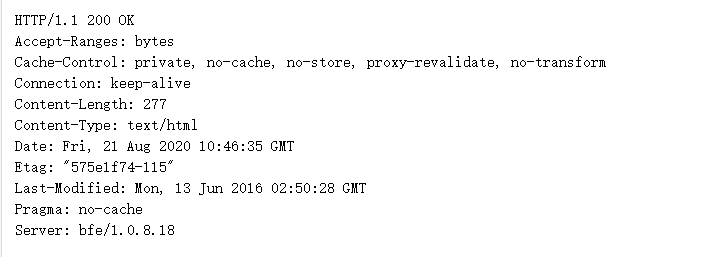 HTTP/1.1 200 OK
Accept-Ranges: bytes
Cache-Control: private, no-cache, no-store, proxy-revalidate, no-transform
Connection: keep-alive
Content-Length: 277
Content-Type: text/html
Date: Fri, 21 Aug 2020 10:46:35 GMT
Etag: "575e1f74-115"
Last-Modified: Mon, 13 Jun 2016 02:50:28 GMT
Pragma: no-cache
Server: bfe/1.0.8.18